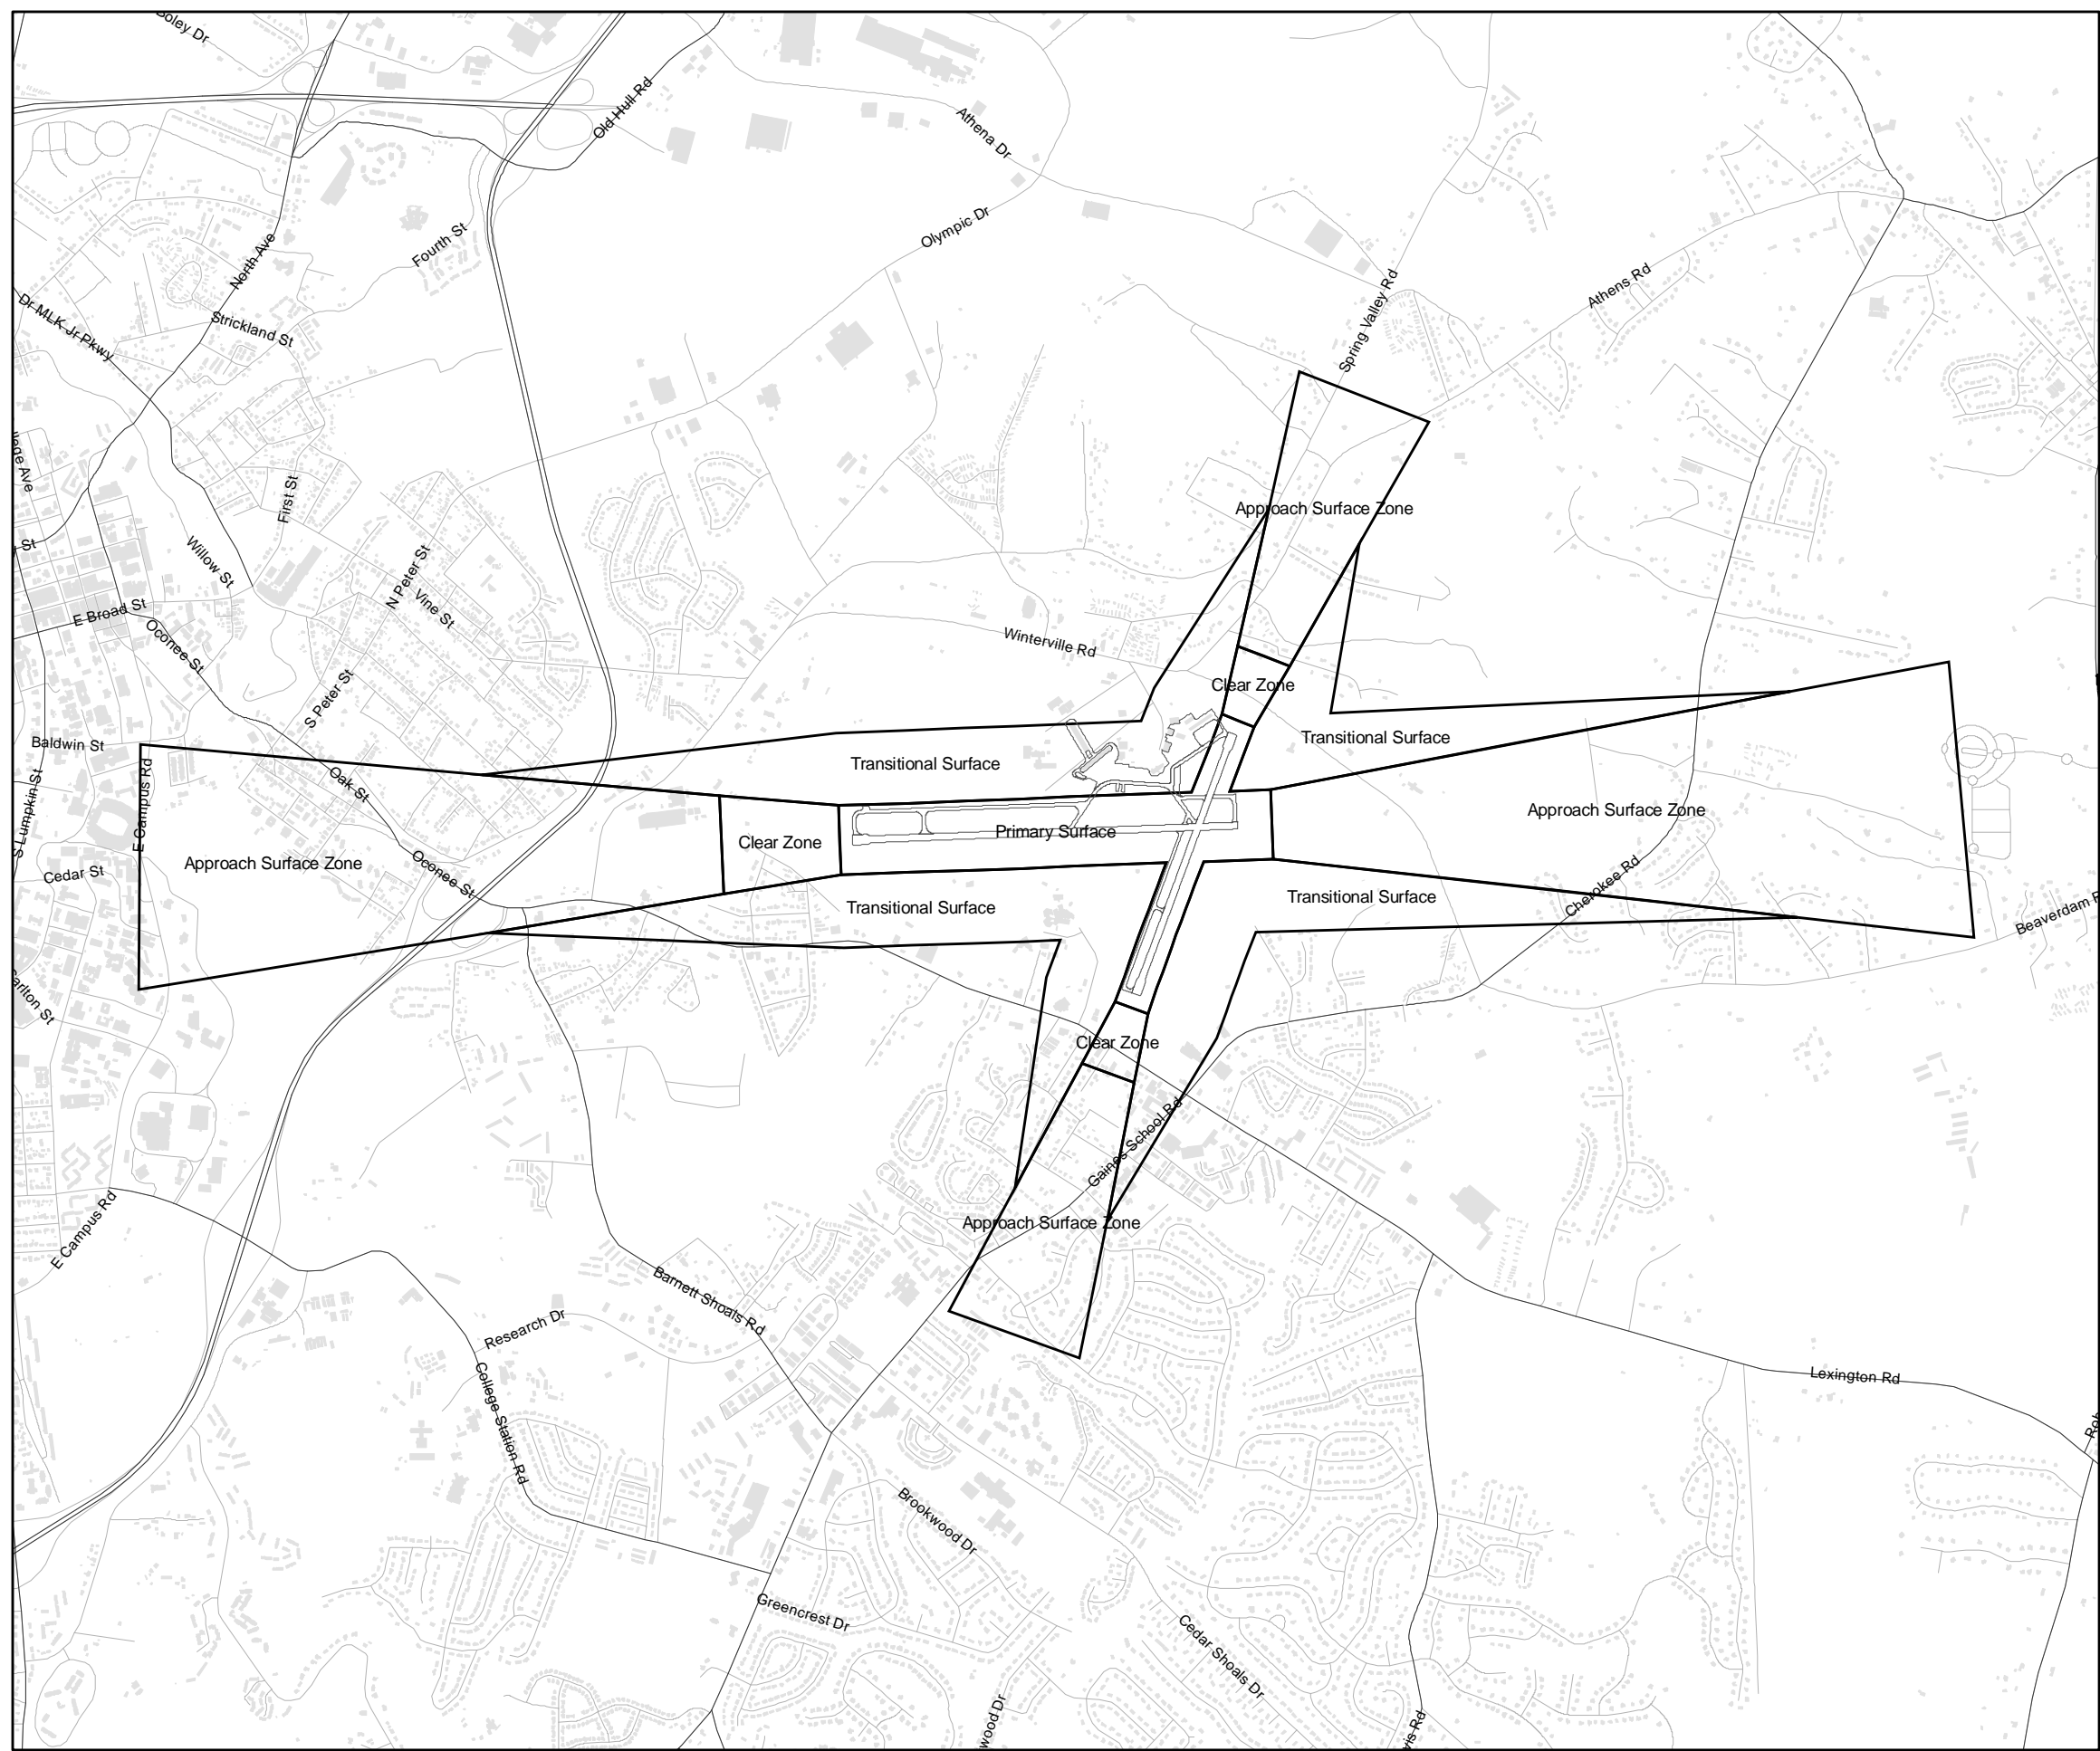 Old Hull Rd
Athena Dr
Olympic Dr
North Ave
Fourth St
Dr MLK Jr Pkwy
Strickland St
Spring Valley Rd
Athens Rd
First St
St
Willow St
N Peter St
Vine St
Approach Surface Zone
E Broad St
Oconee St
Winterville Rd
S Peter St
Clear Zone
Baldwin St
Transitional Surface
Transitional Surface
Oak St
S Lumpkin St
E Campus Rd
Primary Surface
Clear Zone
Approach Surface Zone
Approach Surface Zone
Cedar St
Oconee St
Transitional Surface
Transitional Surface
Cherokee Rd
Beaverdam
Clear Zone
Gaines School Rd
Approach Surface Zone
E Campus Rd
Barnett Shoals Rd
Research Dr
College Station Rd
Lexington Rd
Brookwood Dr
Greencrest Dr
Cedar Shoals Dr
wood Dr